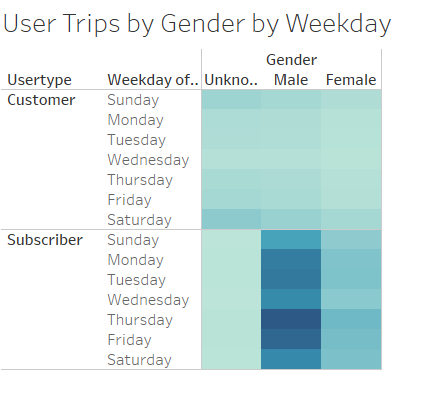 User Trips by Gender by Weekday
Gender
Usertype Weekday of.. Unkno.. Male Female
Customer Sunday
Monday
Tuesday
Wednesday
Thursday
Friday
Saturday
Subscriber Sunday
Monday
Tuesday
Wednesday
Thursday
Friday
Saturday